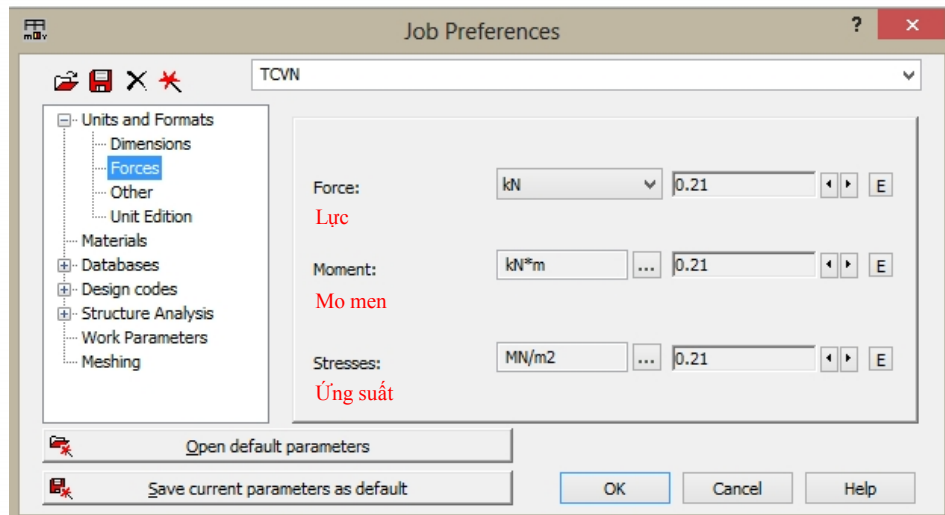 Job Preferences
?
TCVN
Units and Formats
Dimensions
Forces
Other
Unit Edition
Materials
Databases
Design codes
Structure Analysis
Work Parameters
Meshing
Force: kN 0.21 E
Lực
Moment: kN*m ... 0.21 E
Mo men
Stresses: MN/m2 ... 0.21 E
Ứng suất
Open default parameters
Save current parameters as default
OK Cancel Help